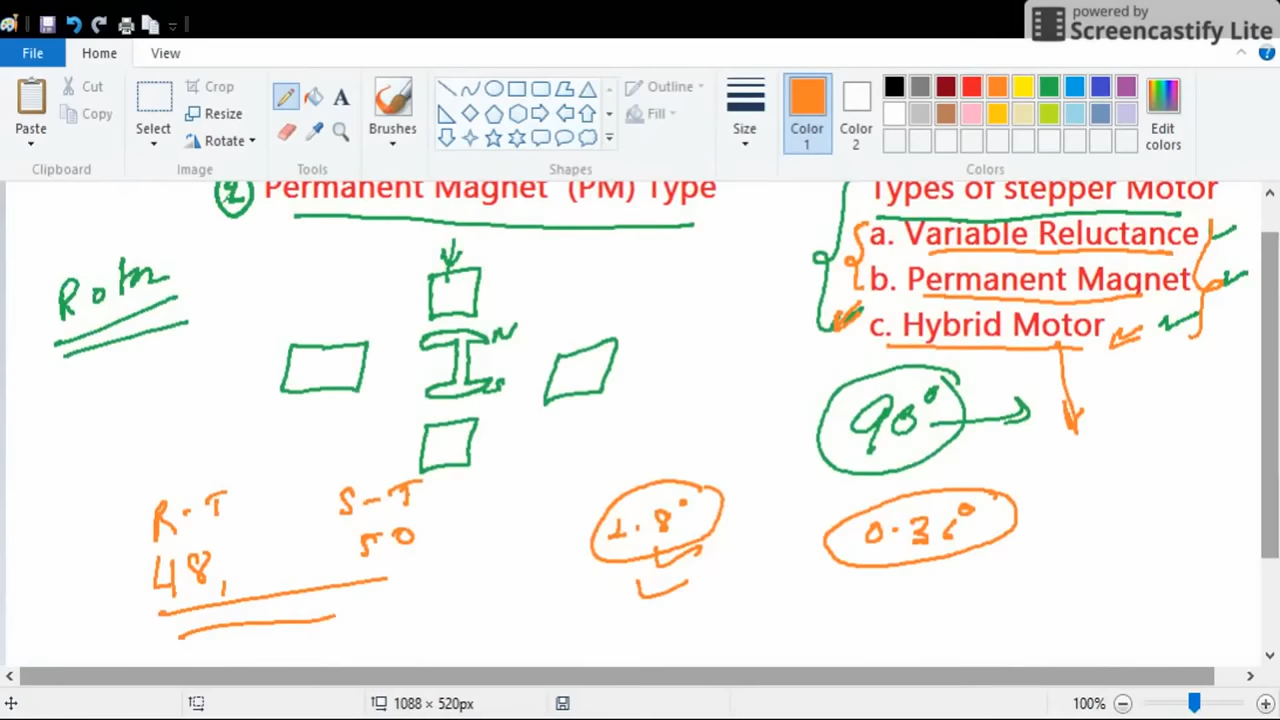 powered by
Screencastify Lite
File Home View
Paste
Cut
Copy
Clipboard
Select
Crop
Resize
Rotate
Image
A
Tools
Brushes
Shapes
Outline
Fill
Size
Color 1
Color 2
Edit colors
Colors
2 Permanent Magnet (PM) Type
Types of stepper Motor
a. Variable Reluctance
b. Permanent Magnet
c. Hybrid Motor
Rotor
N
S
90°
R-T S-T
48, 50
1.8°
0.36°
1088 × 520px
100%